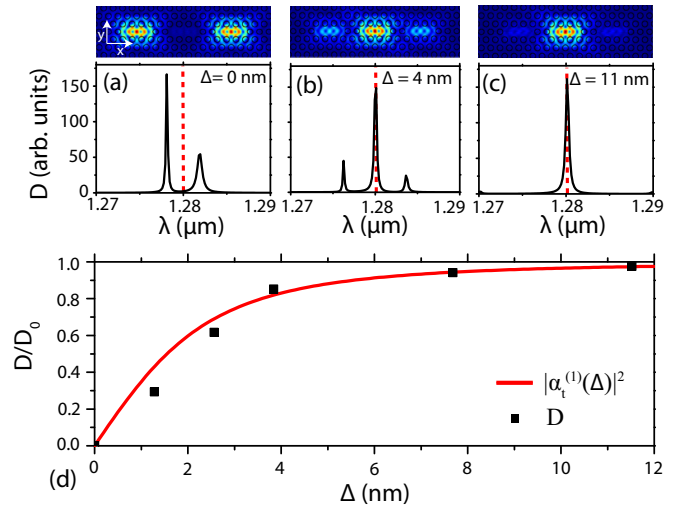 y
x
(a) Δ= 0 nm
(b) Δ = 4 nm
(c) Δ = 11 nm
D (arb. units)
150
100
50
0
1.27 1.28 1.29
1.27 1.28 1.29
1.27 1.28 1.29
λ (μm)
λ (μm)
λ (μm)
D/D₀
1.0
0.8
0.6
0.4
0.2
0.0
|αₜ⁽¹⁾(Δ)|²
D
0 2 4 6 8 10 12
(d)
Δ (nm)